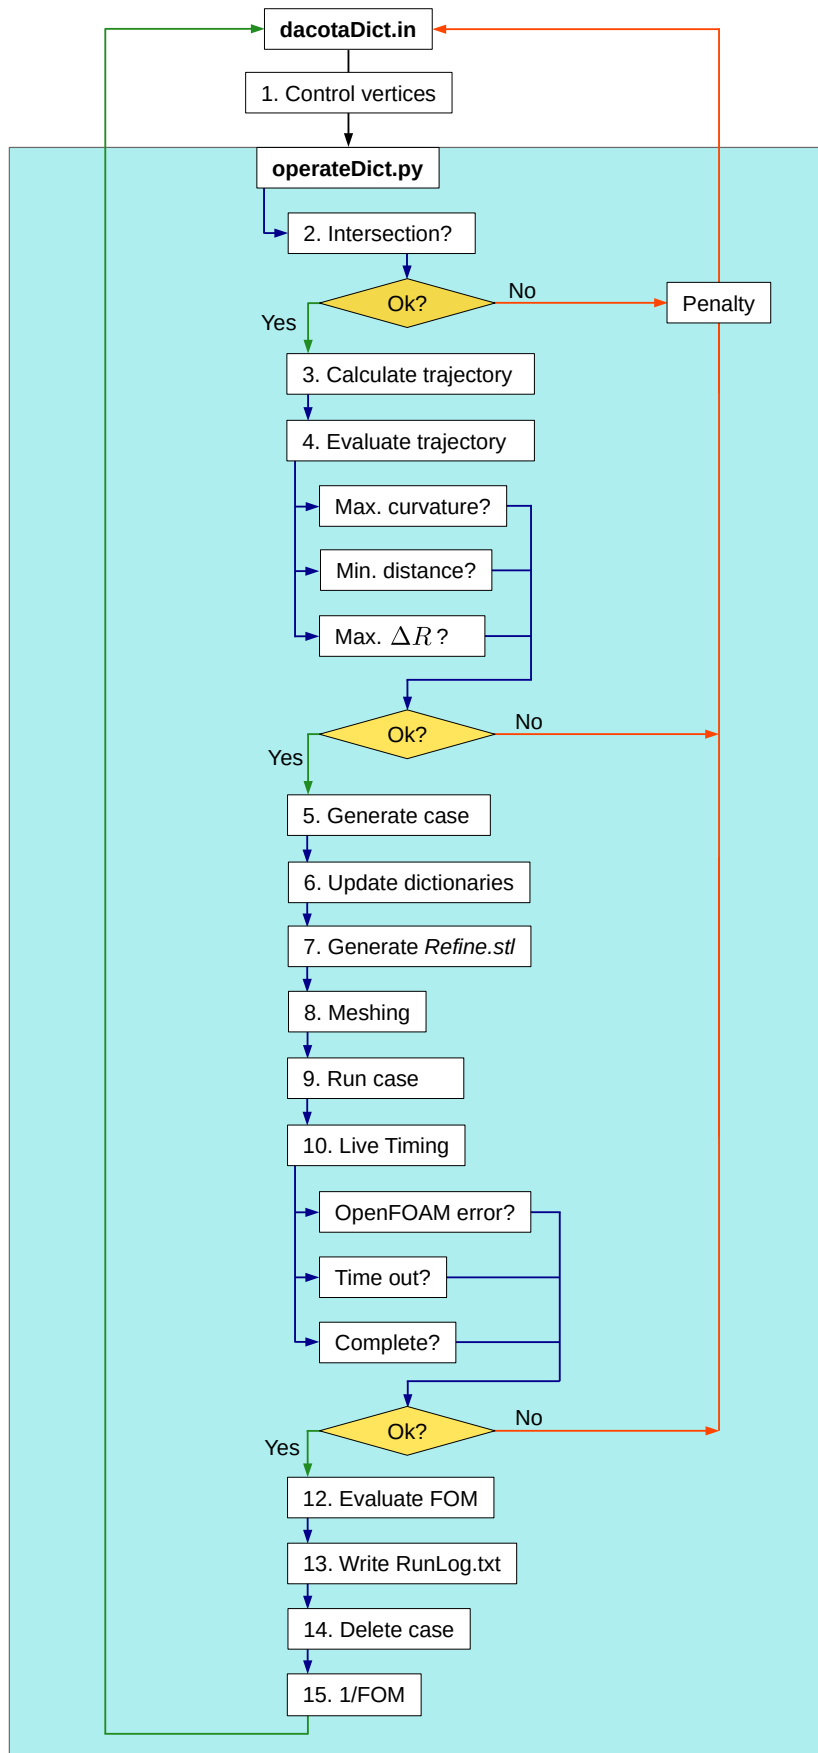 dacotaDict.in
1. Control vertices
operateDict.py
2. Intersection?
Ok?
No
Penalty
Yes
3. Calculate trajectory
4. Evaluate trajectory
Max. curvature?
Min. distance?
Max. ΔR ?
Ok?
No
Yes
5. Generate case
6. Update dictionaries
7. Generate Refine.stl
8. Meshing
9. Run case
10. Live Timing
OpenFOAM error?
Time out?
Complete?
Ok?
No
Yes
12. Evaluate FOM
13. Write RunLog.txt
14. Delete case
15. 1/FOM